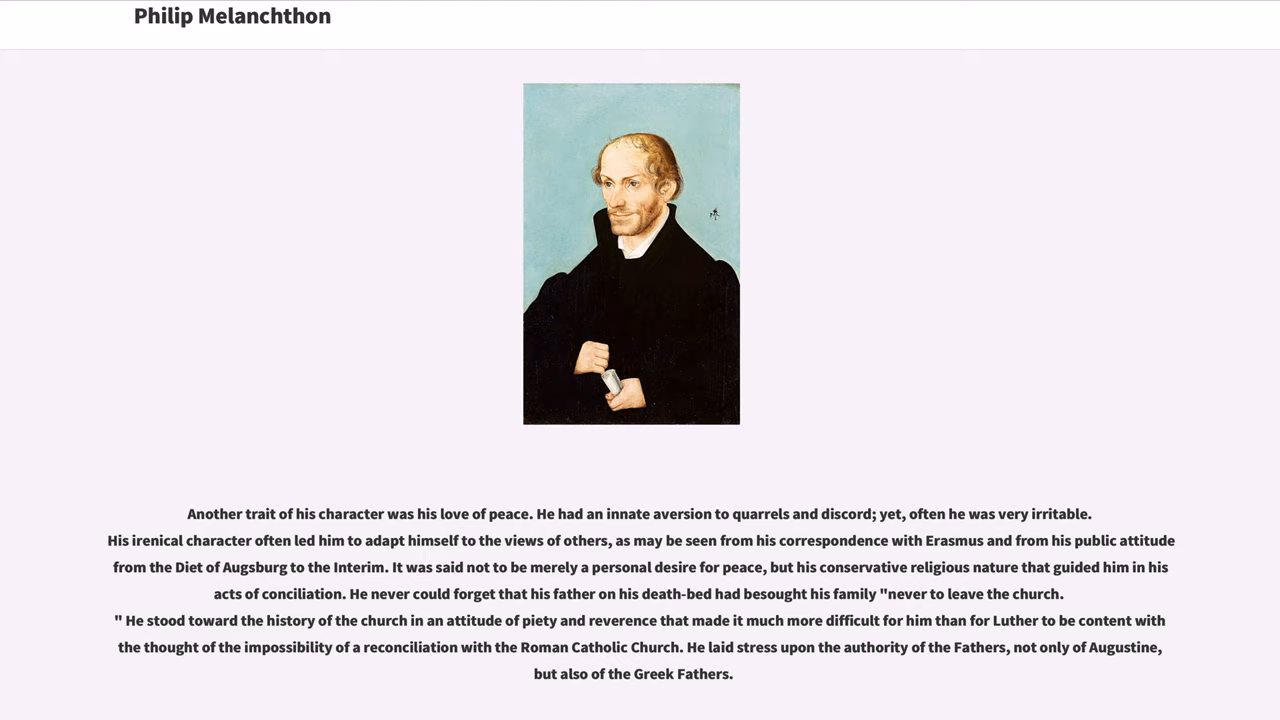 Philip Melanchthon
Another trait of his character was his love of peace. He had an innate aversion to quarrels and discord; yet, often he was very irritable.
His irenical character often led him to adapt himself to the views of others, as may be seen from his correspondence with Erasmus and from his public attitude
from the Diet of Augsburg to the Interim. It was said not to be merely a personal desire for peace, but his conservative religious nature that guided him in his
acts of conciliation. He never could forget that his father on his death-bed had besought his family "never to leave the church.
" He stood toward the history of the church in an attitude of piety and reverence that made it much more difficult for him than for Luther to be content with
the thought of the impossibility of a reconciliation with the Roman Catholic Church. He laid stress upon the authority of the Fathers, not only of Augustine,
but also of the Greek Fathers.